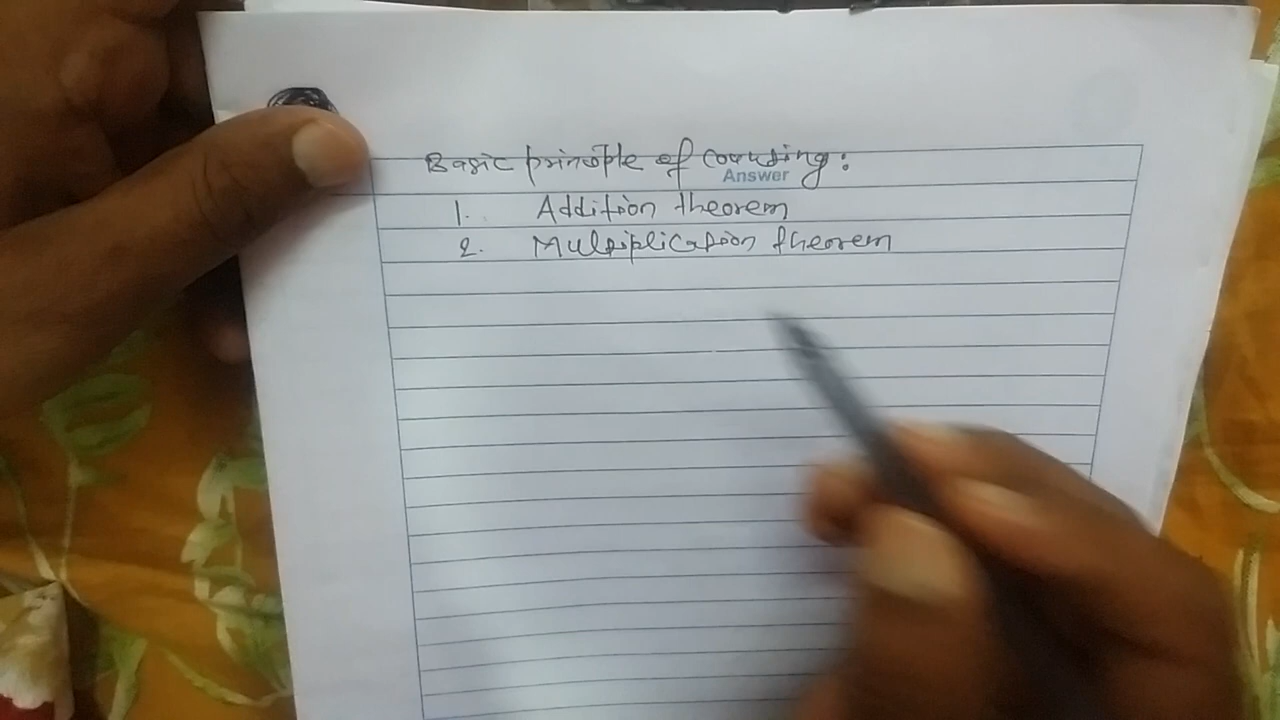 Basic principle of counting:
Answer
1. Addition theorem
2. Multiplication theorem